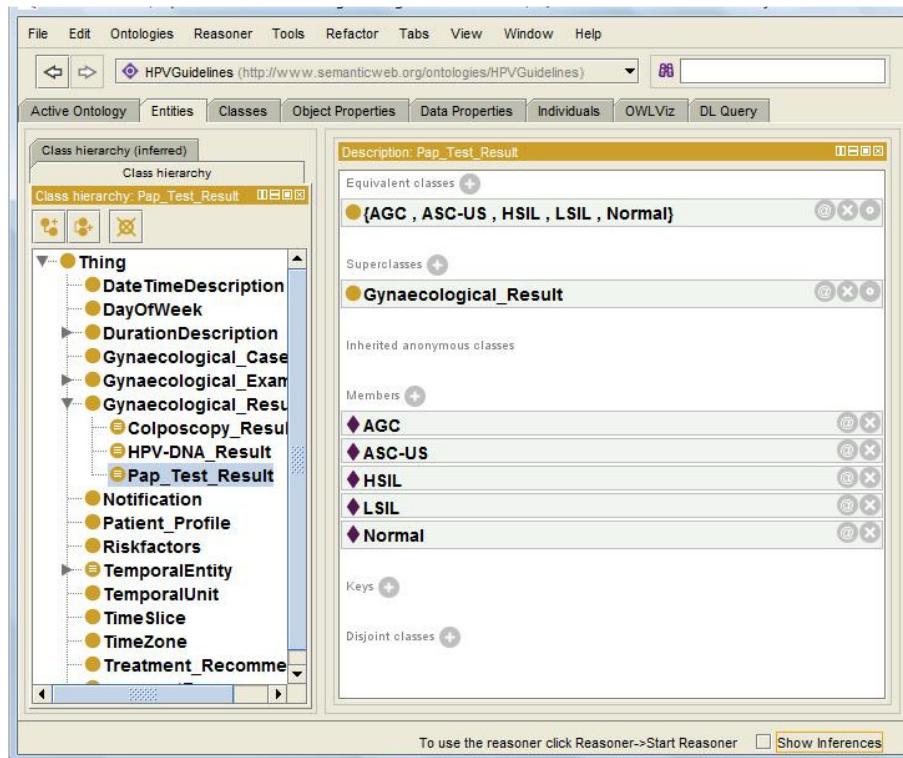 File Edit Ontologies Reasoner Tools Refactor Tabs View Window Help
HPVGuidelines (http://www.semanticweb.org/ontologies/HPVGuidelines)
Active Ontology Entities Classes Object Properties Data Properties Individuals OWLViz DL Query
Class hierarchy (inferred)
Class hierarchy
Class hierarchy: Pap_Test_Result
Thing
DateTimeDescription
DayOfWeek
DurationDescription
Gynaecological_Case
Gynaecological_Exam
Gynaecological_Resu
Colposcopy_Resul
HPV-DNA_Result
Pap_Test_Result
Notification
Patient_Profile
Riskfactors
TemporalEntity
TemporalUnit
TimeSlice
TimeZone
Treatment_Recomme
Description: Pap_Test_Result
Equivalent classes
{AGC , ASC-US , HSIL , LSIL , Normal}
Superclasses
Gynaecological_Result
Inherited anonymous classes
Members
AGC
ASC-US
HSIL
LSIL
Normal
Keys
Disjoint classes
To use the reasoner click Reasoner->Start Reasoner Show Inferences